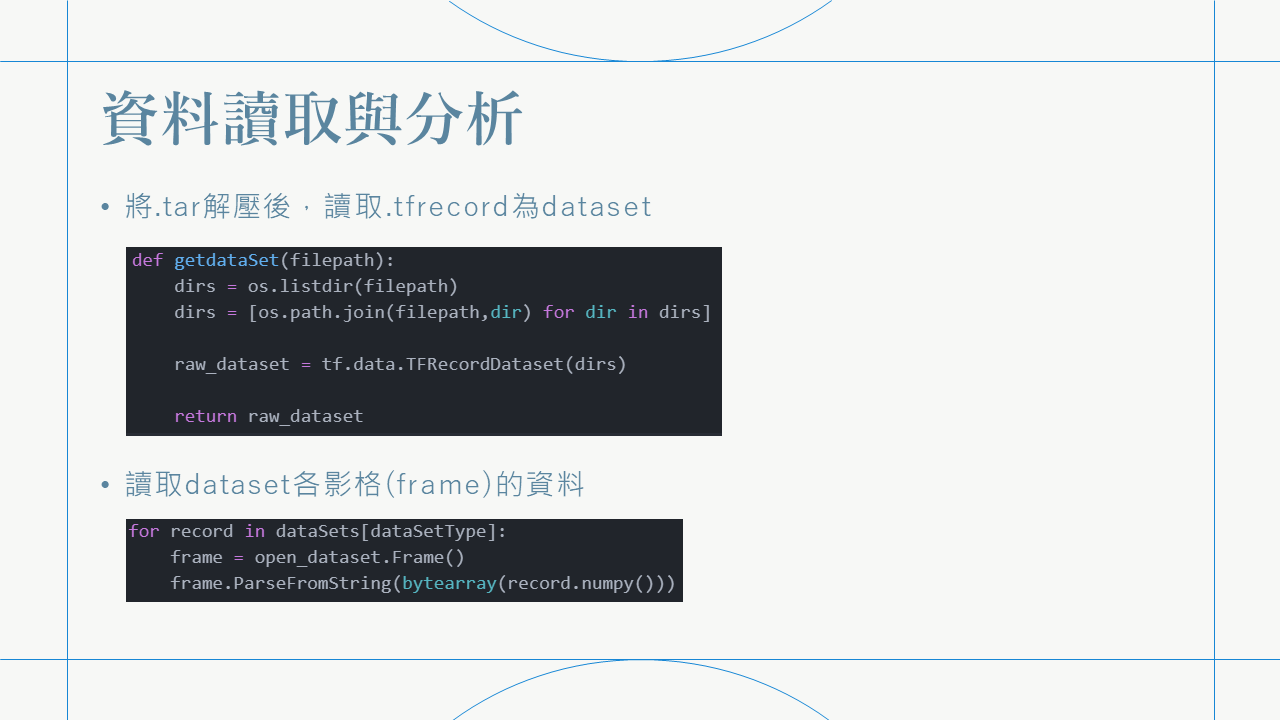 資料讀取與分析
• 將.tar解壓後，讀取.tfrecord為dataset
def getdataSet(filepath):
    dirs = os.listdir(filepath)
    dirs = [os.path.join(filepath,dir) for dir in dirs]
    raw_dataset = tf.data.TFRecordDataset(dirs)
    return raw_dataset
• 讀取dataset各影格(frame)的資料
for record in dataSets[dataSetType]:
    frame = open_dataset.Frame()
    frame.ParseFromString(bytearray(record.numpy()))